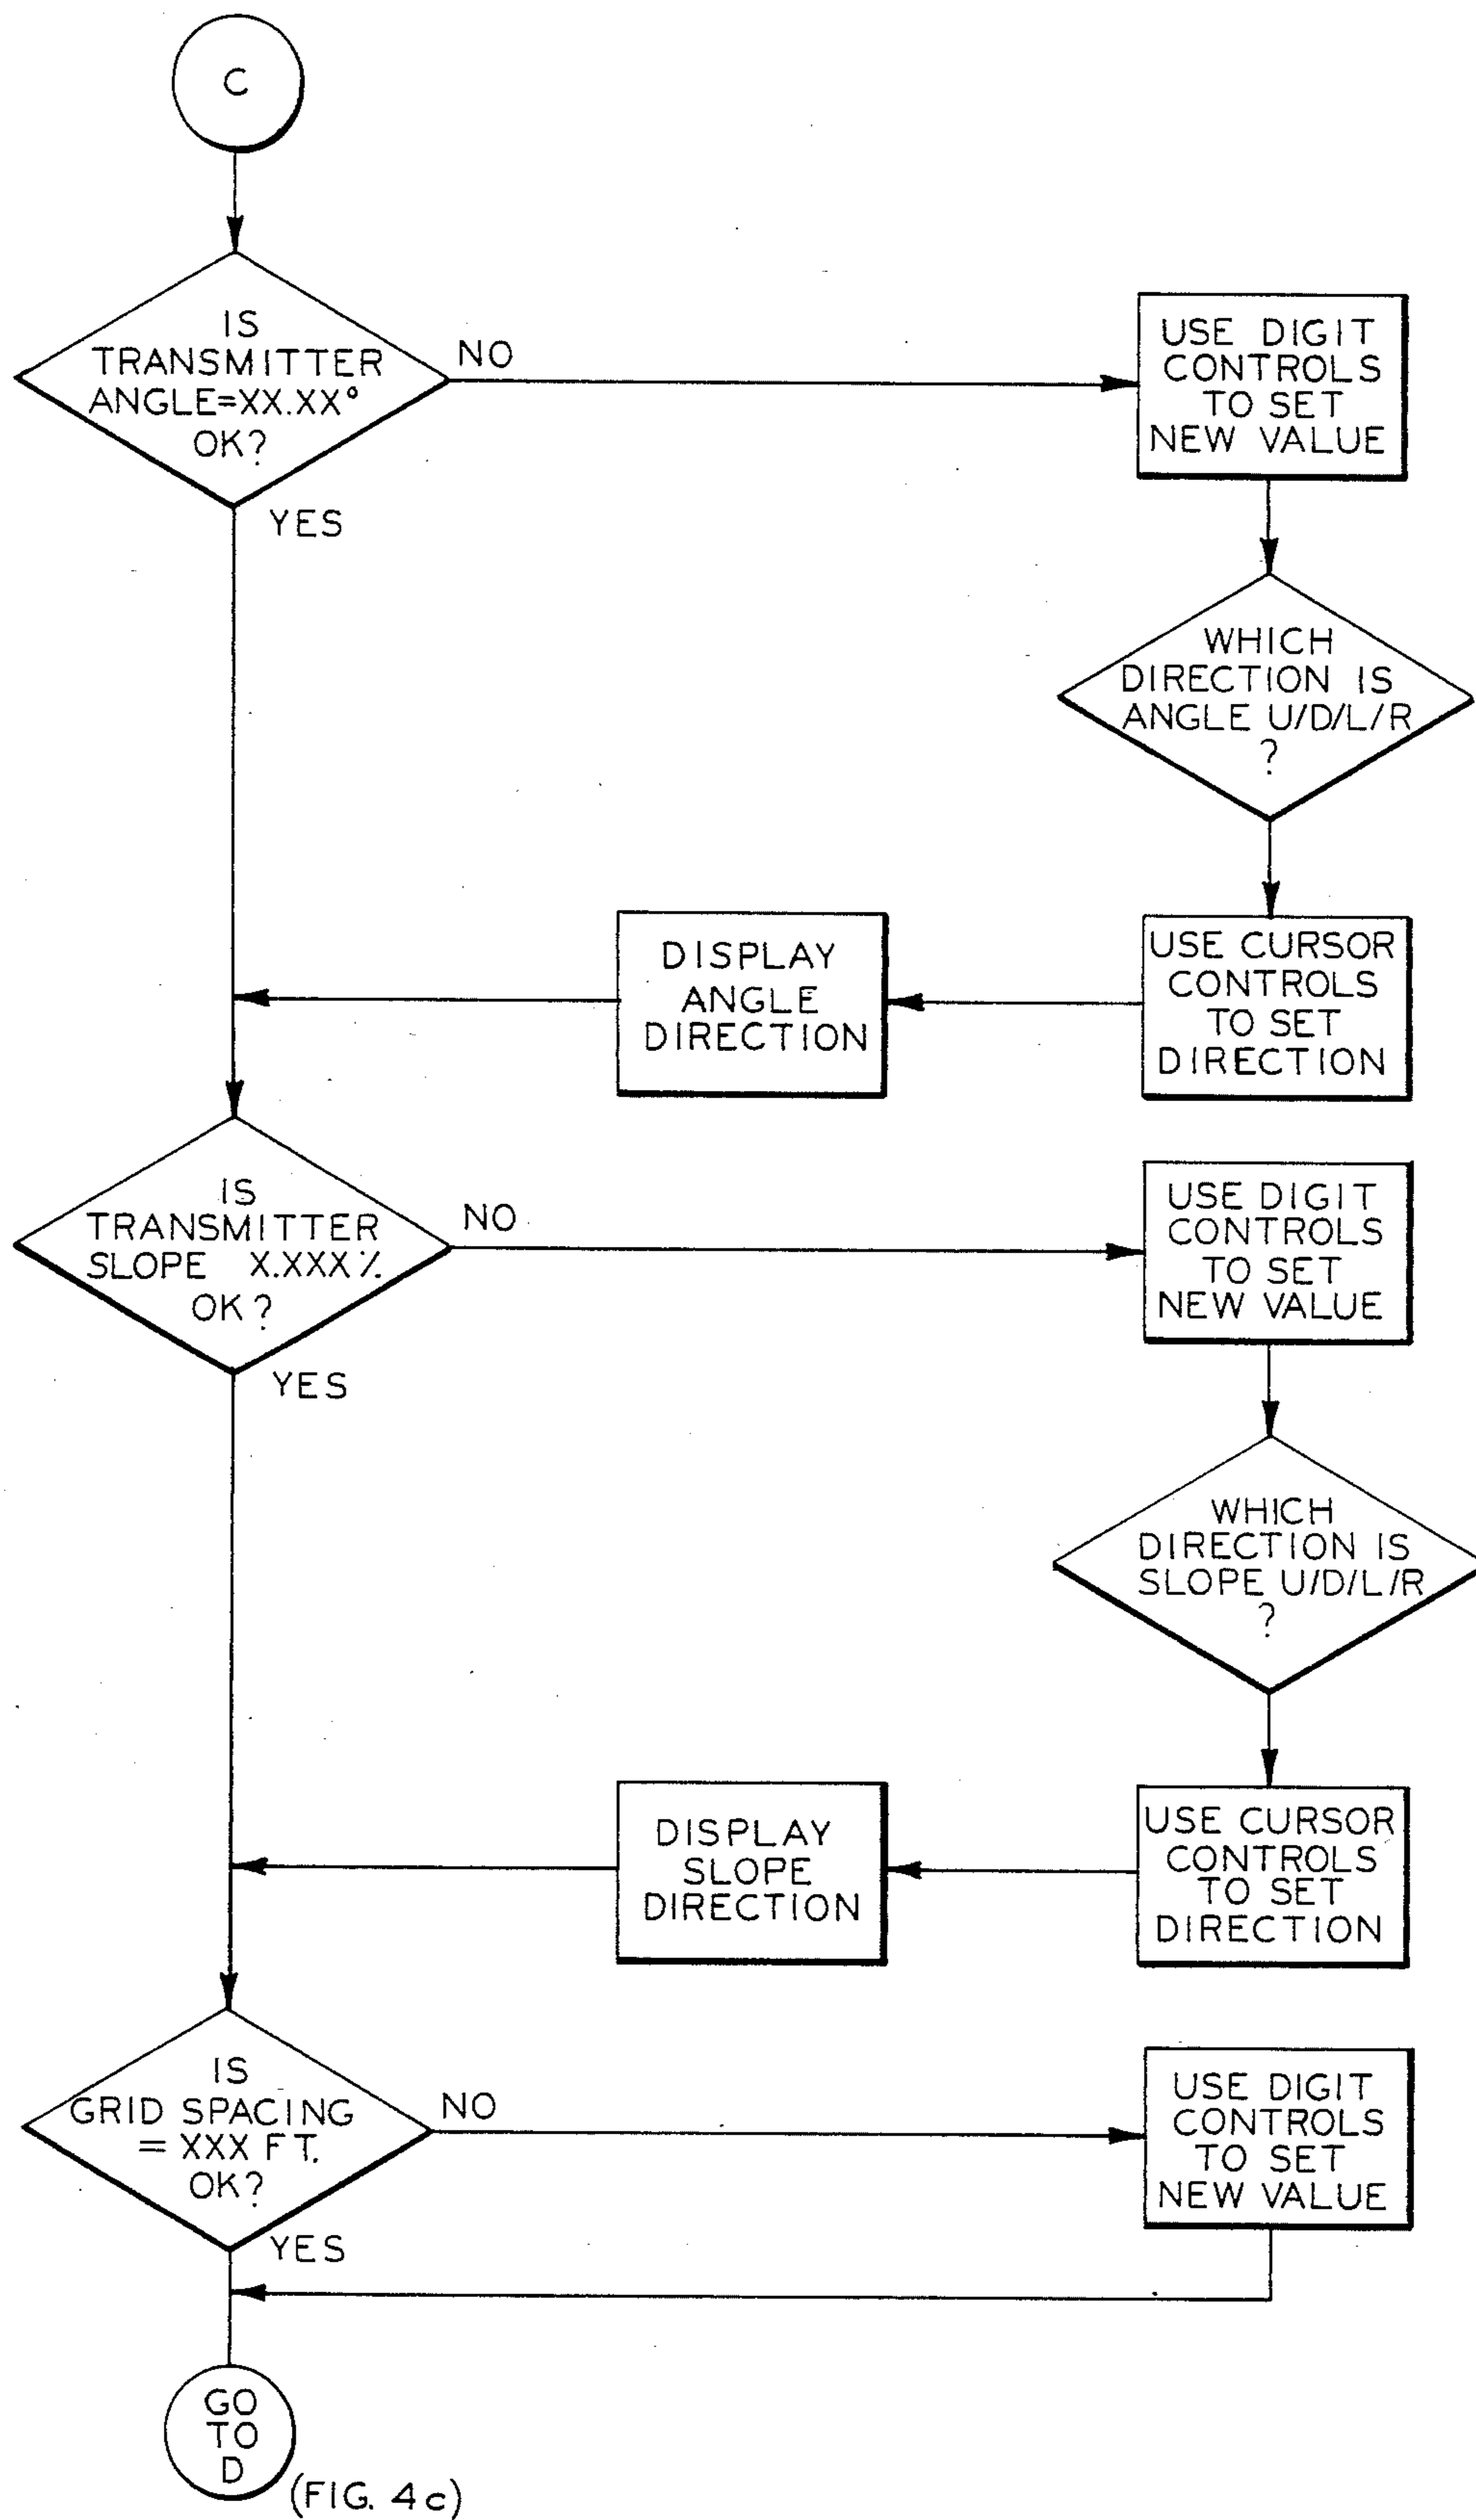 C
IS
TRANSMITTER
ANGLE=XX.XX°
OK?
NO
YES
USE DIGIT
CONTROLS
TO SET
NEW VALUE
WHICH
DIRECTION IS
ANGLE U/D/L/R
?
USE CURSOR
CONTROLS
TO SET
DIRECTION
DISPLAY
ANGLE
DIRECTION
IS
TRANSMITTER
SLOPE X.XXX%
OK?
NO
YES
USE DIGIT
CONTROLS
TO SET
NEW VALUE
WHICH
DIRECTION IS
SLOPE U/D/L/R
?
USE CURSOR
CONTROLS
TO SET
DIRECTION
DISPLAY
SLOPE
DIRECTION
IS
GRID SPACING
= XXX FT.
OK?
NO
YES
USE DIGIT
CONTROLS
TO SET
NEW VALUE
GO
TO
D
(FIG. 4c)